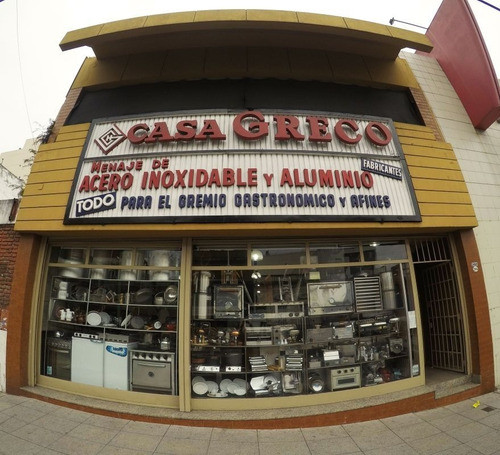 CASA GRECO
MENAJE DE
ACERO INOXIDABLE Y ALUMINIO
FABRICANTES
TODO PARA EL GREMIO GASTRONOMICO Y AFINES